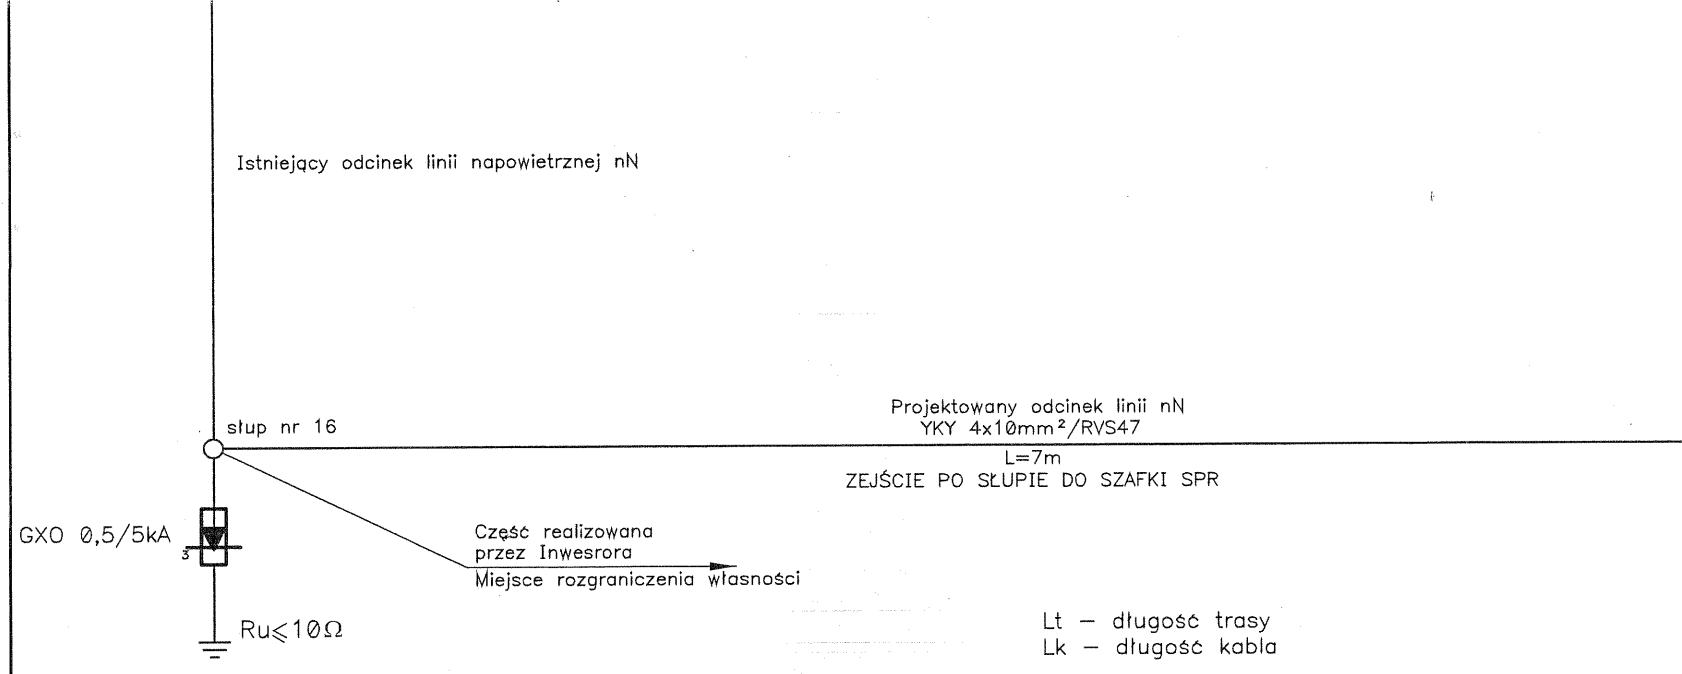 Istniejący odcinek linii napowietrznej nN
Projektowany odcinek linii nN
YKY 4x10mm²/RVS47
słup nr 16
L=7m
ZEJŚCIE PO SŁUPIE DO SZAFKI SPR
GXO 0,5/5kA
3
Część realizowana
przez Inwesrora
Miejsce rozgraniczenia własności
Ru⩽10Ω
Lt – długość trasy
Lk – długość kabla